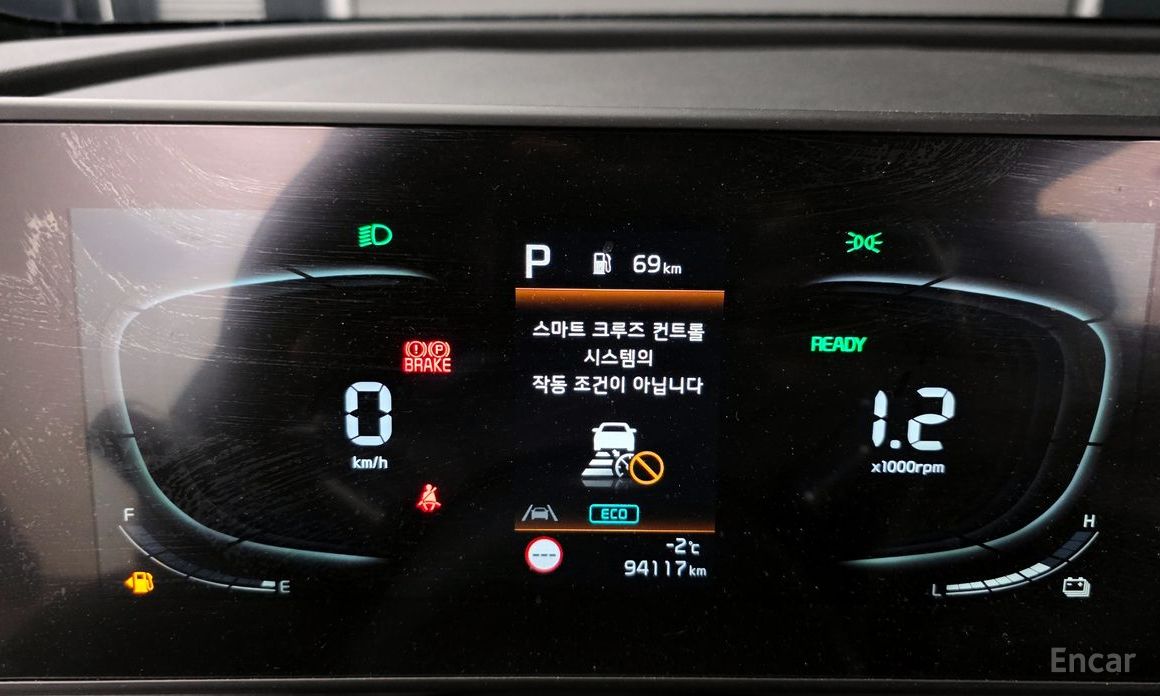 P 69km
스마트 크루즈 컨트롤
시스템의
작동 조건이 아닙니다
READY
BRAKE
0
km/h
1.2
x1000rpm
F
E
ECO
---
-2℃
94117km
H
L
Encar